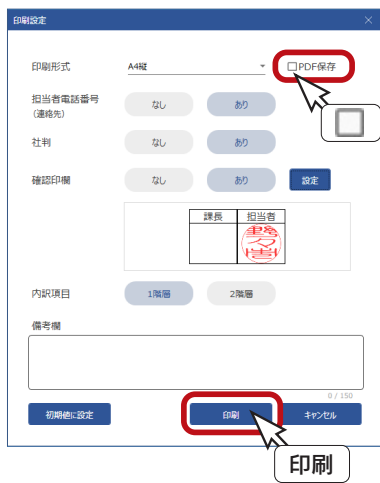 印刷設定
印刷形式 A4縦 PDF保存
担当者電話番号 なし あり
(連絡先)
社判 なし あり
確認印欄 なし あり 設定
課長 担当者
内訳項目 1階層 2階層
備考欄
0 / 150
初期値に設定 印刷 キャンセル
印刷